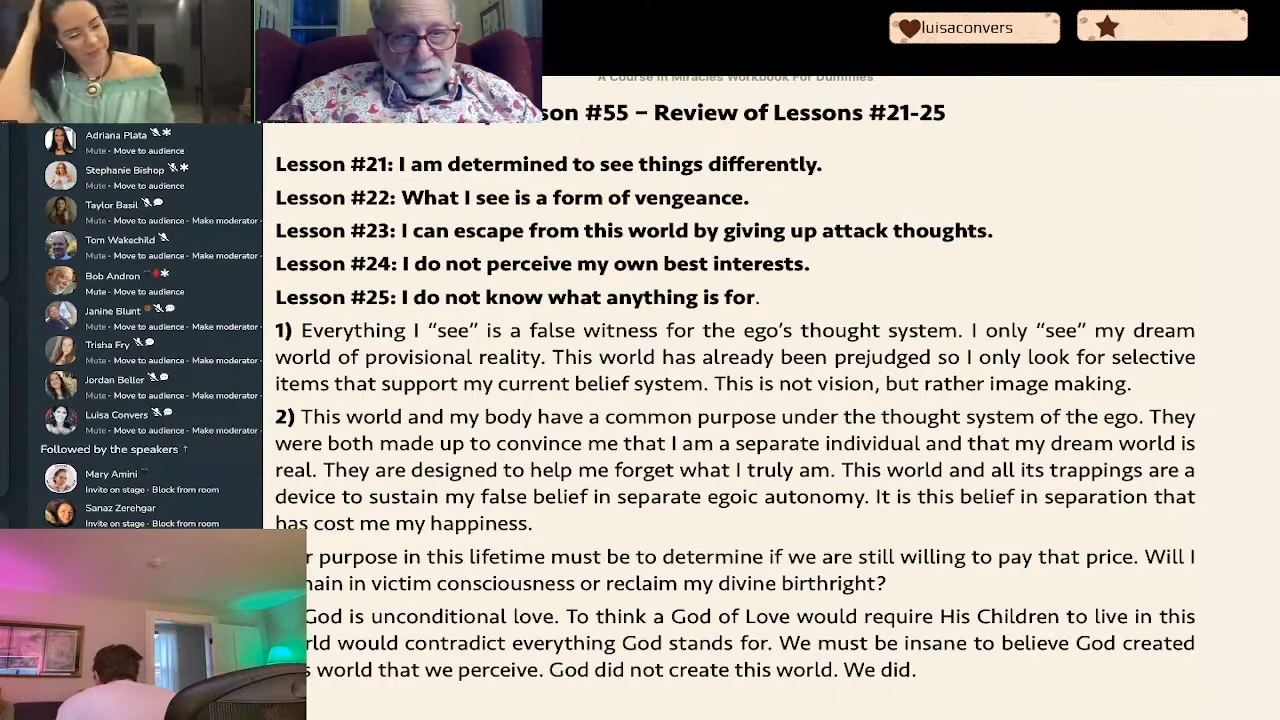 luisaconvers
A Course In Miracles Workbook For Dummies
son #55 – Review of Lessons #21-25
Lesson #21: I am determined to see things differently.
Lesson #22: What I see is a form of vengeance.
Lesson #23: I can escape from this world by giving up attack thoughts.
Lesson #24: I do not perceive my own best interests.
Lesson #25: I do not know what anything is for.
1) Everything I “see” is a false witness for the ego’s thought system. I only “see” my dream
world of provisional reality. This world has already been prejudged so I only look for selective
items that support my current belief system. This is not vision, but rather image making.
2) This world and my body have a common purpose under the thought system of the ego. They
were both made up to convince me that I am a separate individual and that my dream world is
real. They are designed to help me forget what I truly am. This world and all its trappings are a
device to sustain my false belief in separate egoic autonomy. It is this belief in separation that
has cost me my happiness.
r purpose in this lifetime must be to determine if we are still willing to pay that price. Will I
main in victim consciousness or reclaim my divine birthright?
God is unconditional love. To think a God of Love would require His Children to live in this
rld would contradict everything God stands for. We must be insane to believe God created
s world that we perceive. God did not create this world. We did.
Adriana Plata
Mute - Move to audience
Stephanie Bishop
Mute - Move to audience
Taylor Basil
Mute - Move to audience - Make moderator -
Tom Wakechild
Mute - Move to audience - Make moderator -
Bob Andron
Mute - Move to audience
Janine Blunt
Mute - Move to audience - Make moderator -
Trisha Fry
Mute - Move to audience - Make moderator -
Jordan Beller
Mute - Move to audience - Make moderator -
Luisa Convers
Mute - Move to audience - Make moderator -
Followed by the speakers ↑
Mary Amini
Invite on stage - Block from room
Sanaz Zerehgar
Invite on stage - Block from room